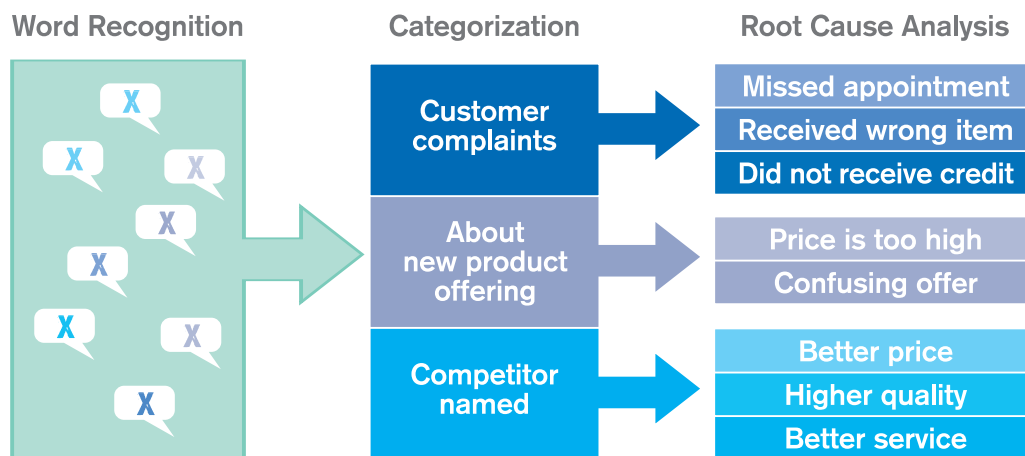 Word Recognition
X
X
X
X
X
X
X
X
Categorization
Customer
complaints
About
new product
offering
Competitor
named
Root Cause Analysis
Missed appointment
Received wrong item
Did not receive credit
Price is too high
Confusing offer
Better price
Higher quality
Better service